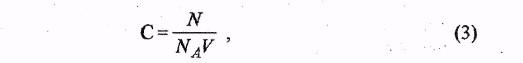 C = N / N_A V , (3)